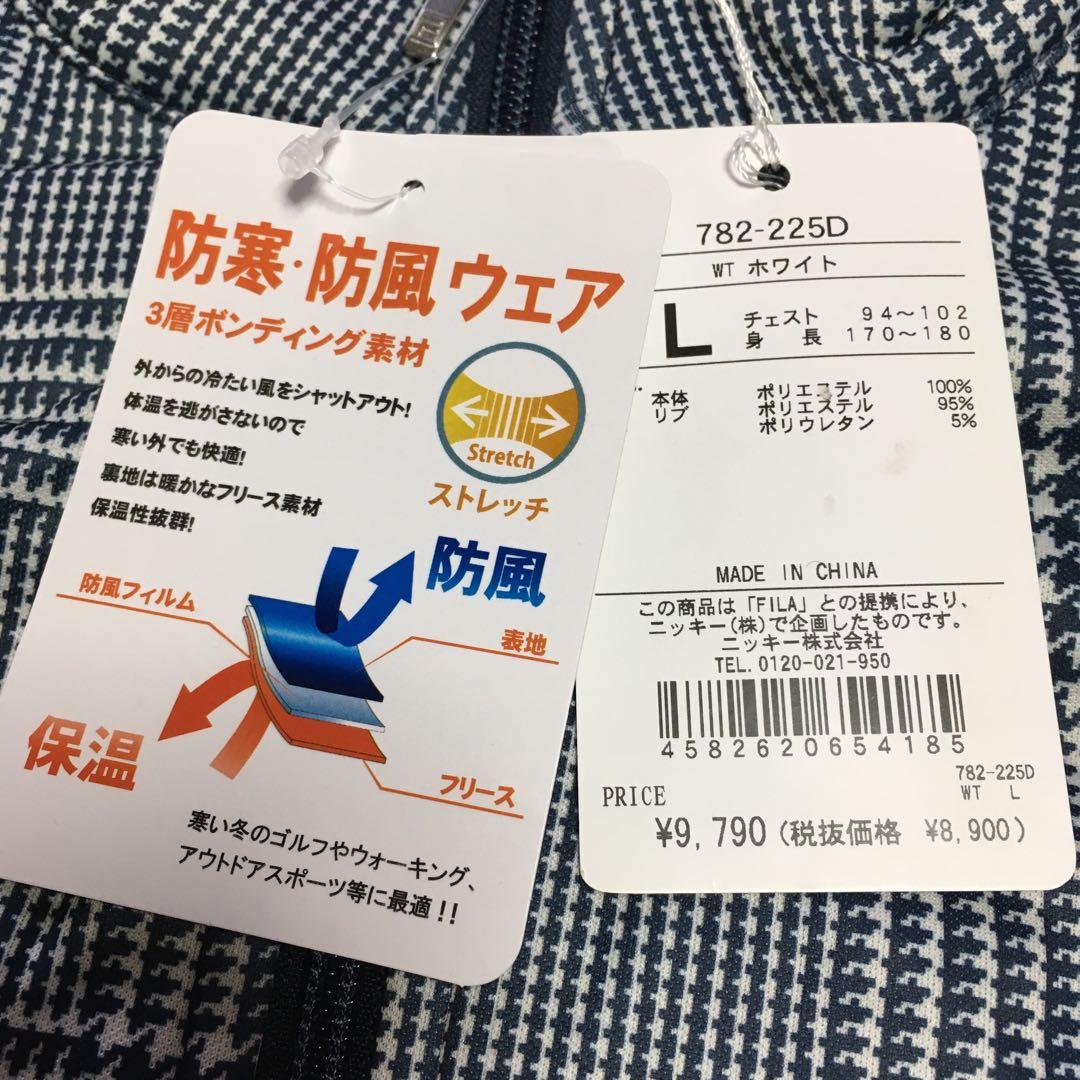 防寒・防風ウェア
3層ボンディング素材
外からの冷たい風をシャットアウト!
体温を逃がさないので
寒い外でも快適!
裏地は暖かなフリース素材
保温性抜群!
Stretch
ストレッチ
防風
防風フィルム
表地
保温
フリース
寒い冬のゴルフやウォーキング、
アウトドアスポーツ等に最適!!
782-225D
WT ホワイト
L
チェスト 94～102
身長 170～180
本体 ポリエステル 100%
リブ ポリエステル 95%
ポリウレタン 5%
MADE IN CHINA
この商品は「FILA」との提携により、
ニッキー(株)で企画したものです。
ニッキー株式会社
TEL.0120-021-950
4582620654185
782-225D
WT L
PRICE
¥9,790 (税抜価格 ¥8,900)